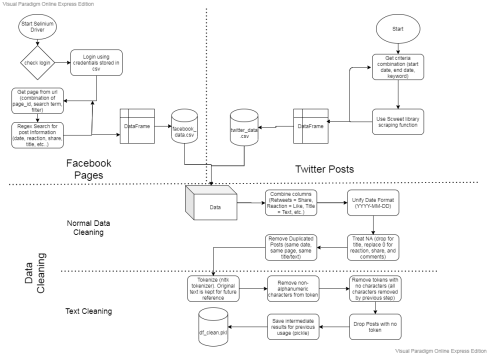 Visual Paradigm Online Express Edition
Start Selinium
Driver
check login
Login using
credentials stored in
csv
Get page from url
(combination of
page_id, search term,
filter)
Regex Search for
post information
(date, reaction, share,
title, etc..)
DataFrame
facebook_
data.csv
Facebook
Pages
Start
Get criteria
combination (start
date, end date,
keyword)
Use Scweet library
scraping function
DataFrame
twitter_data
.csv
Twitter Posts
Data
Cleaning
Normal Data
Cleaning
Data
Combine columns
(Retweets = Share,
Reaction = Like, Title
= Text, etc.)
Unify Date Format
(YYYY-MM-DD)
Treat NA (drop for
title, replace 0 for
reaction, share, and
comments)
Remove Duplicated
Posts (same date,
same page, same
title/text)
Text Cleaning
Tokenize (nltk
tokenizer). Original
text is kept for future
reference
Remove non-
alphanumeric
characters from token
Remove tokens with
no characters (all
characters removed
by previous step)
Drop Posts with no
token
Save intermediate
results for previous
usage (pickle)
df_clean.pkl
Visual Paradigm Online Express Edition